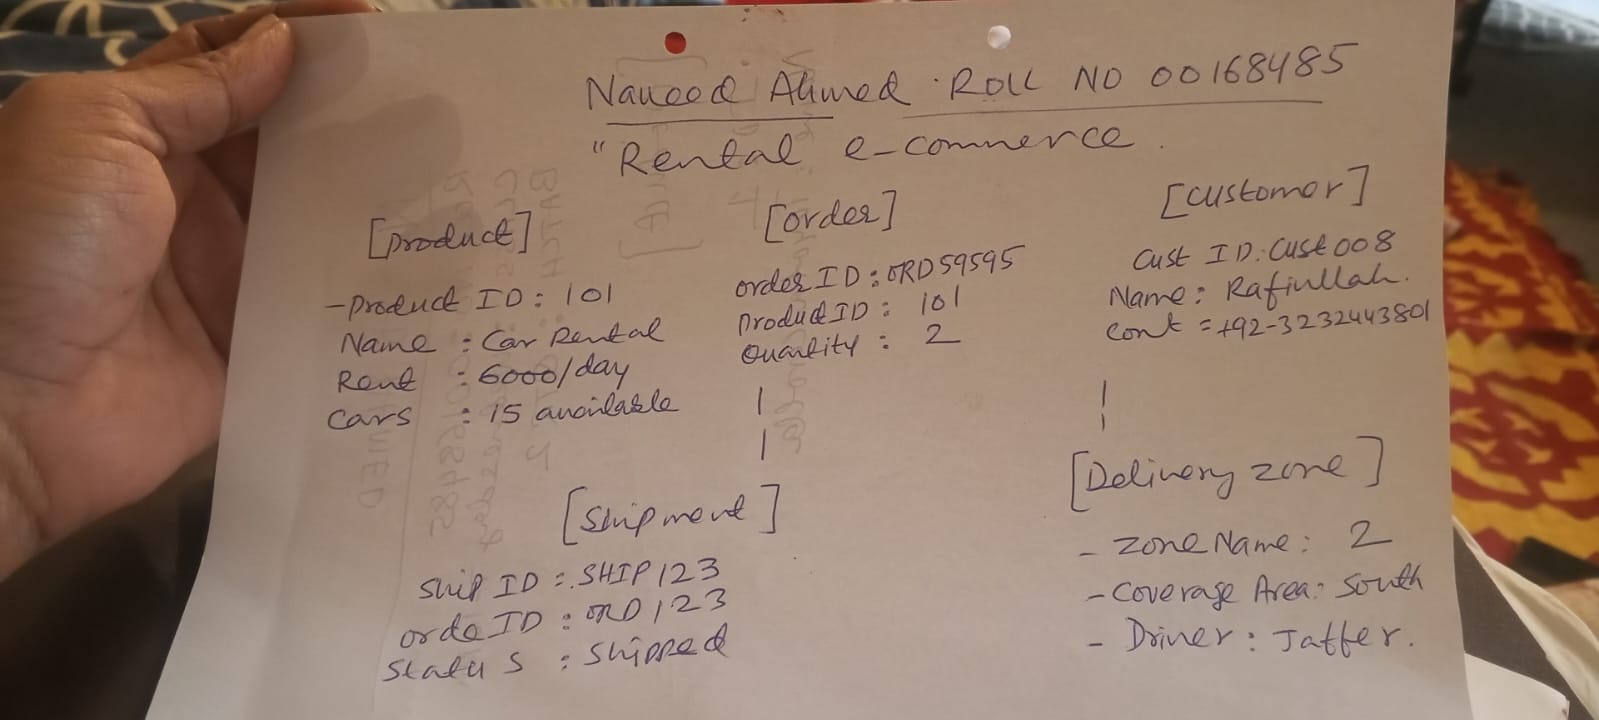 Naveed Ahmed . Roll NO 00168485
"Rental e-commerce.
[product]
-Product ID: 101
Name : Car Rental
Rent : 6000/day
Cars : 15 available
[order]
order ID: ORD59595
ProductID: 101
Quantity : 2
[customer]
Cust ID: Cust008
Name: Rafiullah.
Cont = +92-3232443801
[Shipment]
Ship ID: SHIP123
orde ID: ORD123
Status : Shipped
[Delivery zone]
- Zone Name: 2
- Coverage Area: South
- Driver: Jaffer.